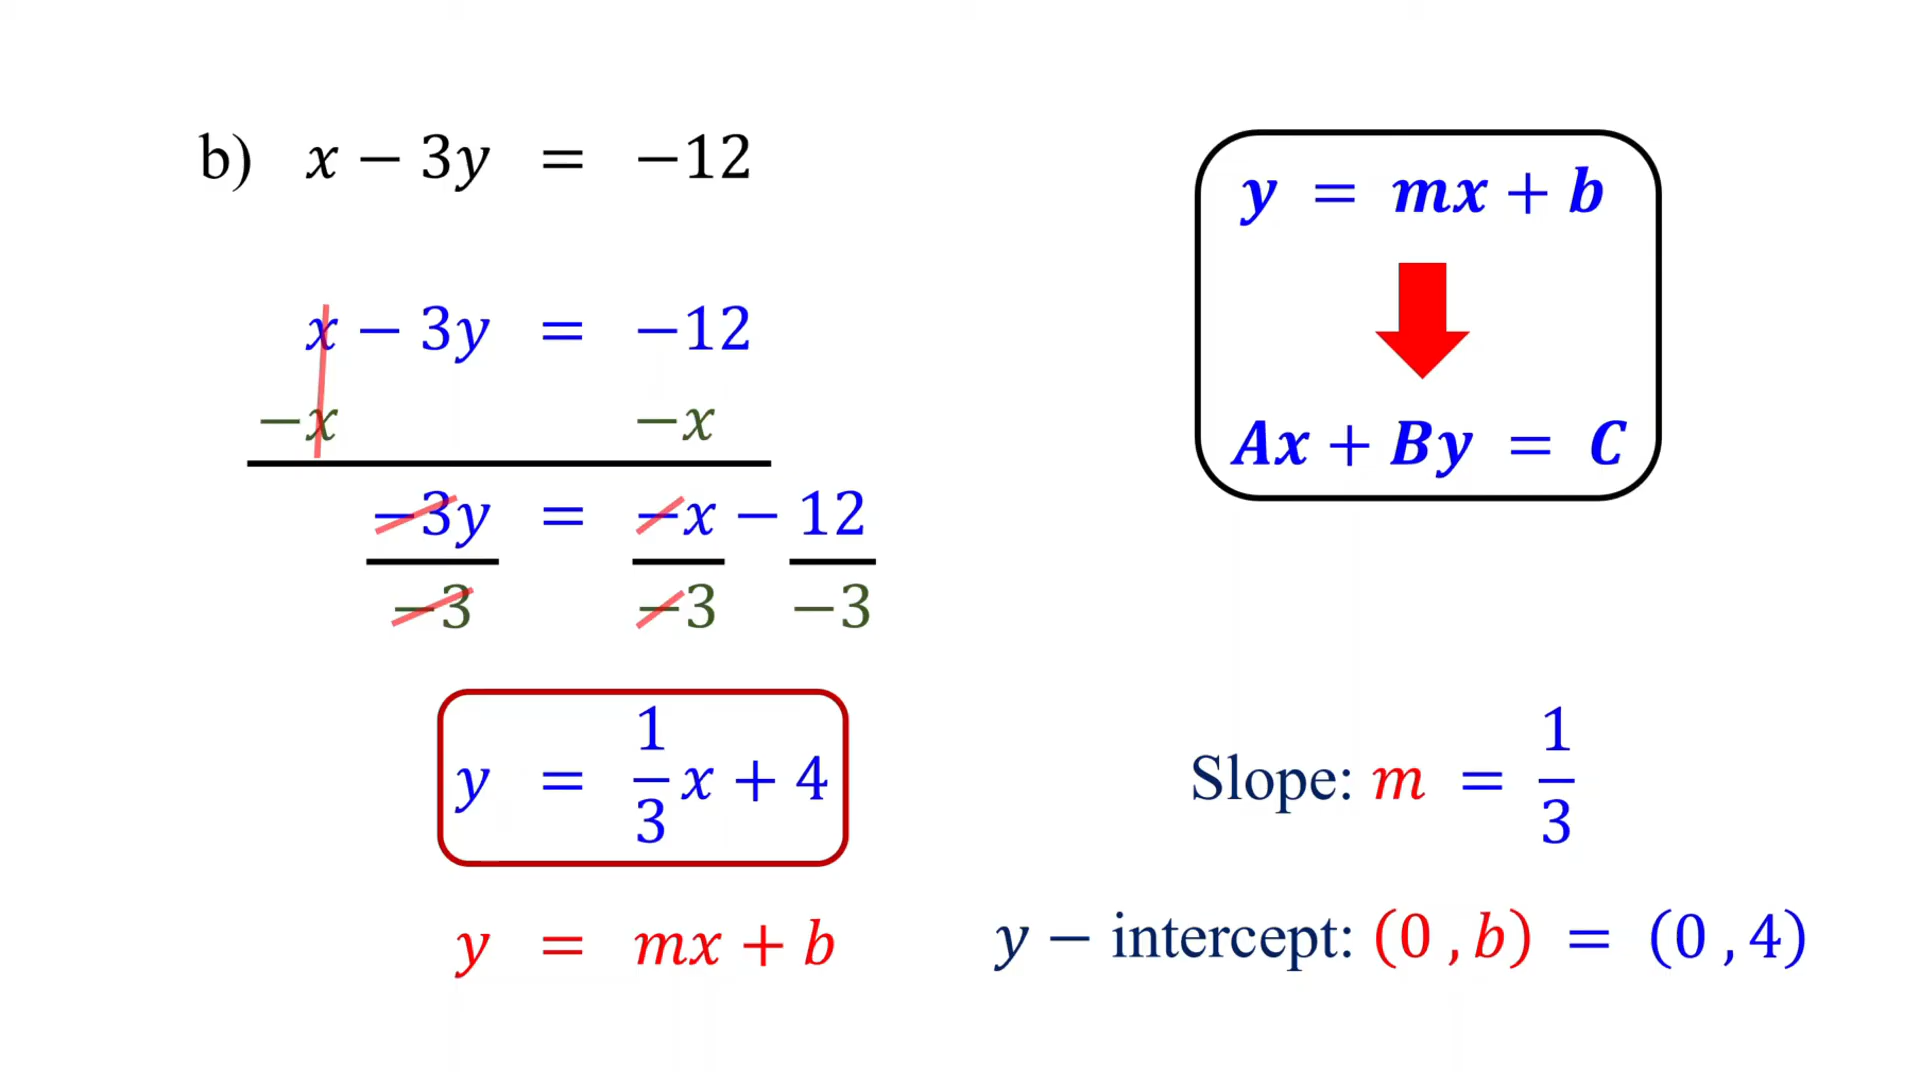 b) x − 3y = −12
x − 3y = −12
−x −x
−3y = −x − 12
−3 −3 −3
y = 1/3 x + 4
y = mx + b
y = mx + b
Ax + By = C
Slope: m = 1/3
y − intercept: (0 , b) = (0 , 4)